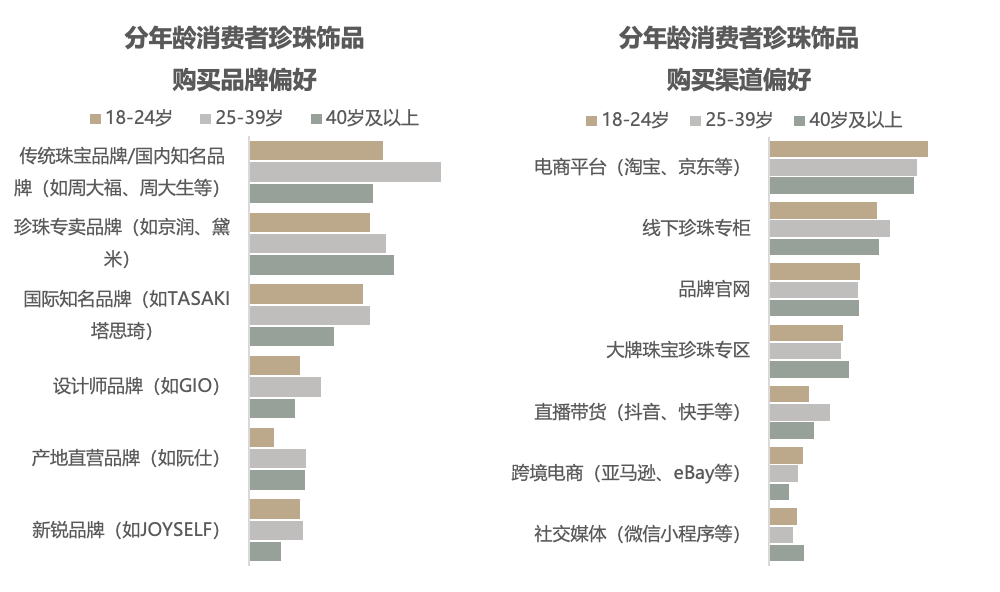 分年龄消费者珍珠饰品
购买品牌偏好
18-24岁 25-39岁 40岁及以上
传统珠宝品牌/国内知名品
牌（如周大福、周大生等）
珍珠专卖品牌（如京润、黛
米）
国际知名品牌（如TASAKI
塔思琦）
设计师品牌（如GIO）
产地直营品牌（如阮仕）
新锐品牌（如JOYSELF）
分年龄消费者珍珠饰品
购买渠道偏好
18-24岁 25-39岁 40岁及以上
电商平台（淘宝、京东等）
线下珍珠专柜
品牌官网
大牌珠宝珍珠专区
直播带货（抖音、快手等）
跨境电商（亚马逊、eBay等）
社交媒体（微信小程序等）